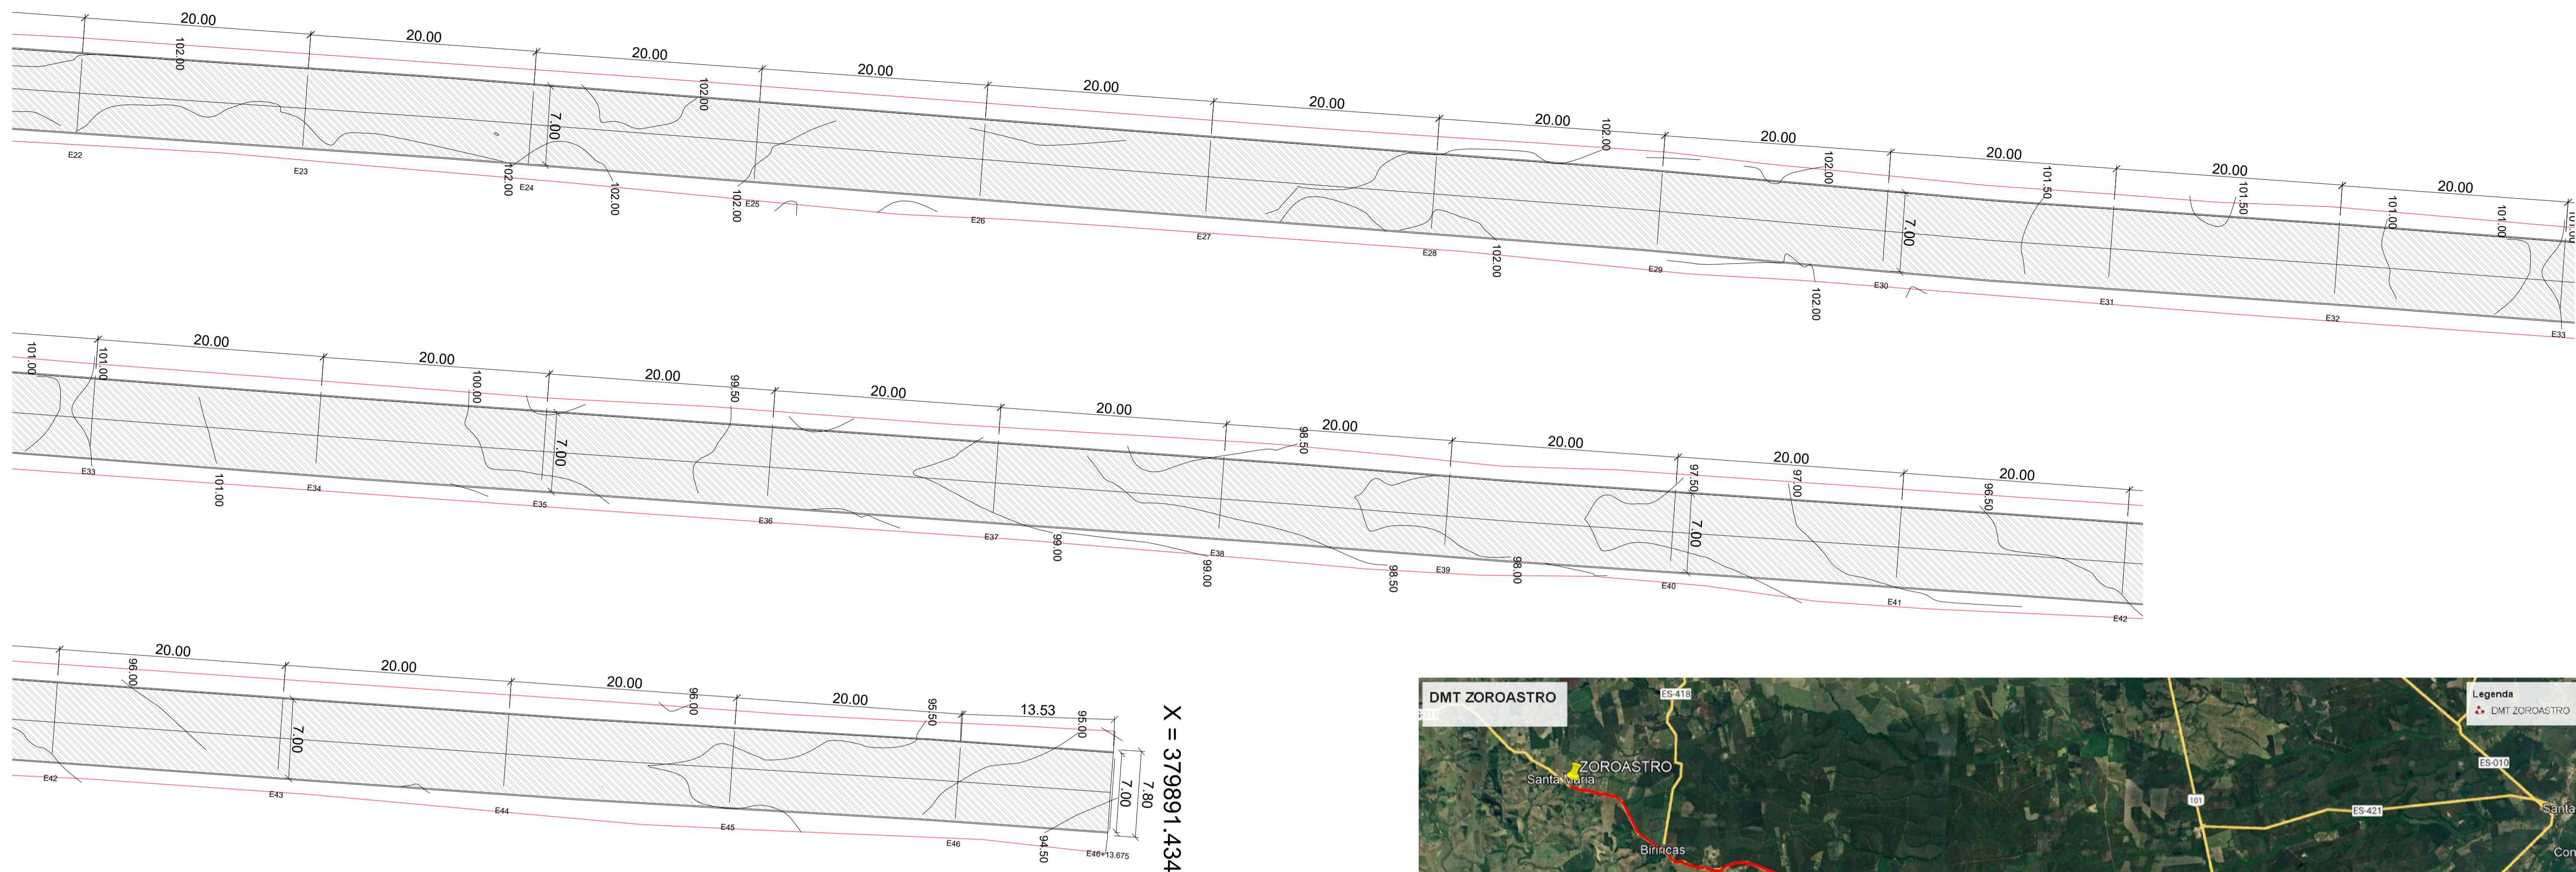 20.00
20.00
20.00
20.00
20.00
20.00
20.00
20.00
20.00
20.00
20.00
102.00
102.00
102.00
102.00
101.50
101.50
101.00
101.00
101.00
7.00
7.00
E22
E23
102.00
E24
102.00
102.00
E25
E26
E27
E28
102.00
E29
102.00
E30
E31
E32
E33
20.00
20.00
20.00
20.00
20.00
20.00
20.00
20.00
20.00
101.00
101.00
100.00
99.50
98.50
97.50
97.00
96.50
7.00
7.00
E33
101.00
E34
E35
E36
E37
99.00
99.00
E38
98.50
E39
98.00
E40
E41
E42
20.00
20.00
20.00
20.00
13.53
96.00
96.00
95.50
95.00
7.00
7.00
7.80
E42
E43
E44
E45
E46
94.50
E46+13.675
X = 379891.434
DMT ZOROASTRO
ES-418
Legenda
DMT ZOROASTRO
ZOROASTRO
Santa Maria
ES-010
101
ES-421
Santa
Biriricas
Con